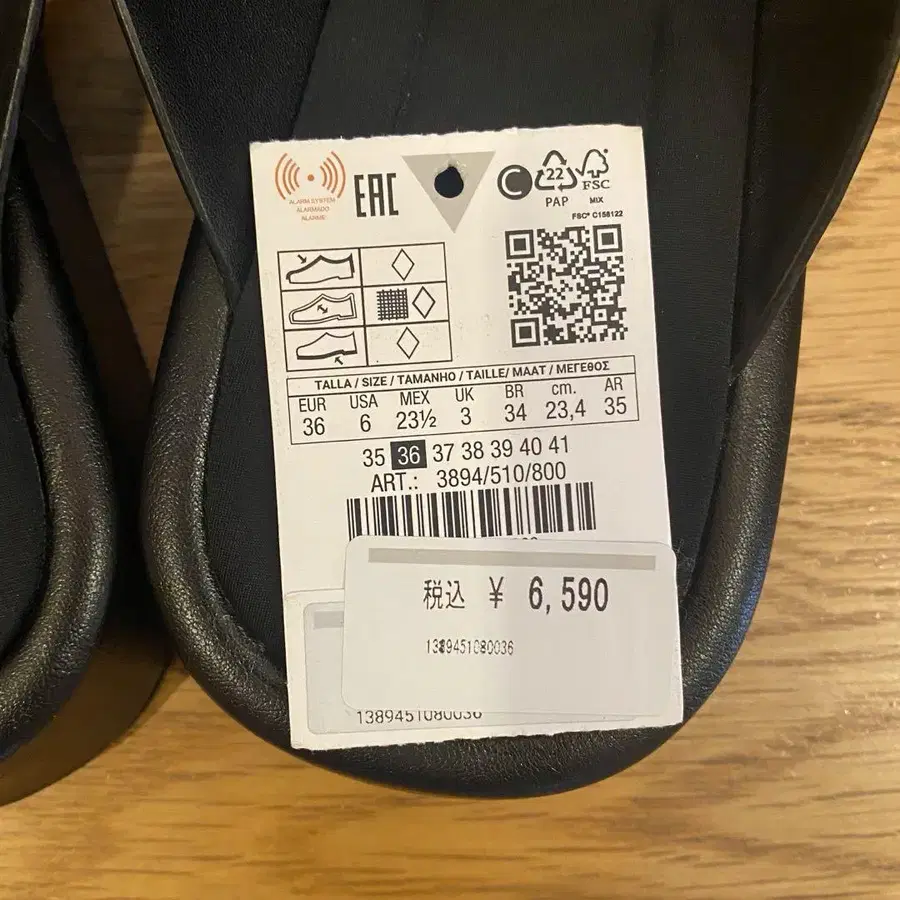 ALARM SYSTEM
ALARMADO
ALARME
EAC
C
22
PAP
FSC
MIX
FSC® C158122
TALLA / SIZE / TAMANHO / TAILLE/ MAAT / ΜΕΓΕΘΟΣ
EUR USA MEX UK BR cm. AR
36 6 23½ 3 34 23,4 35
35 36 37 38 39 40 41
ART.: 3894/510/800
税込 ¥ 6,590
1389451080036
1389451080036